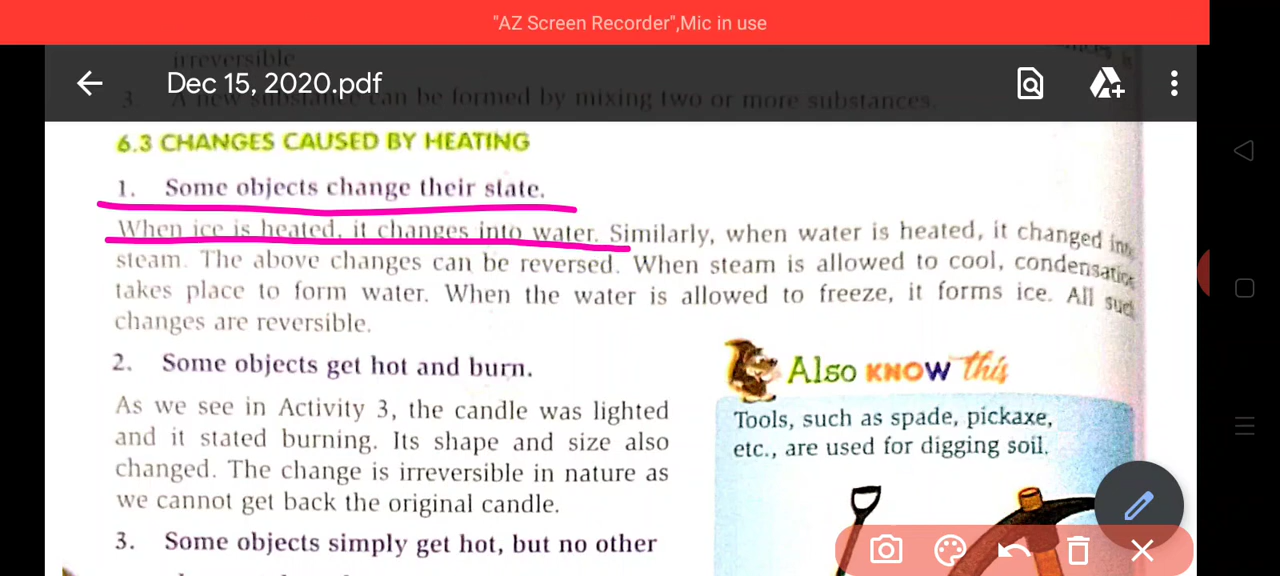 "AZ Screen Recorder",Mic in use
irreversible
Dec 15, 2020.pdf
3. A new substance can be formed by mixing two or more substances.
6.3 CHANGES CAUSED BY HEATING
1. Some objects change their state.
When ice is heated, it changes into water. Similarly, when water is heated, it changed into
steam. The above changes can be reversed. When steam is allowed to cool, condensation
takes place to form water. When the water is allowed to freeze, it forms ice. All such
changes are reversible.
2. Some objects get hot and burn.
As we see in Activity 3, the candle was lighted
and it stated burning. Its shape and size also
changed. The change is irreversible in nature as
we cannot get back the original candle.
3. Some objects simply get hot, but no other
Also KNOW this
Tools, such as spade, pickaxe,
etc., are used for digging soil.